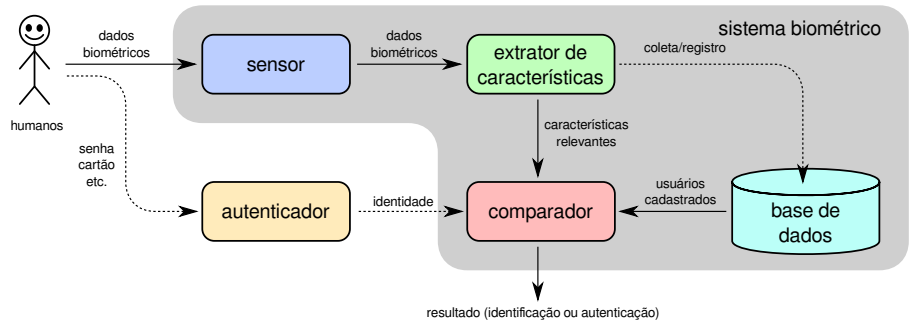 sistema biométrico
dados
biométricos
sensor
dados
biométricos
extrator de
características
coleta/registro
humanos
características
relevantes
senha
cartão
etc.
autenticador
identidade
comparador
usuários
cadastrados
base de
dados
resultado (identificação ou autenticação)